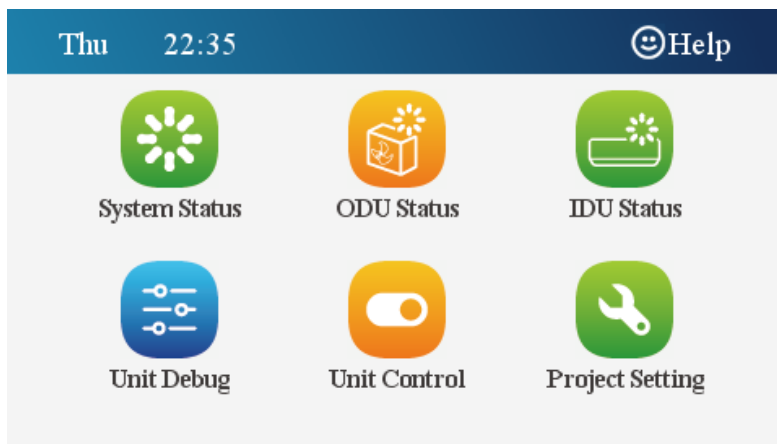 Thu 22:35 Help
System Status ODU Status IDU Status
Unit Debug Unit Control Project Setting